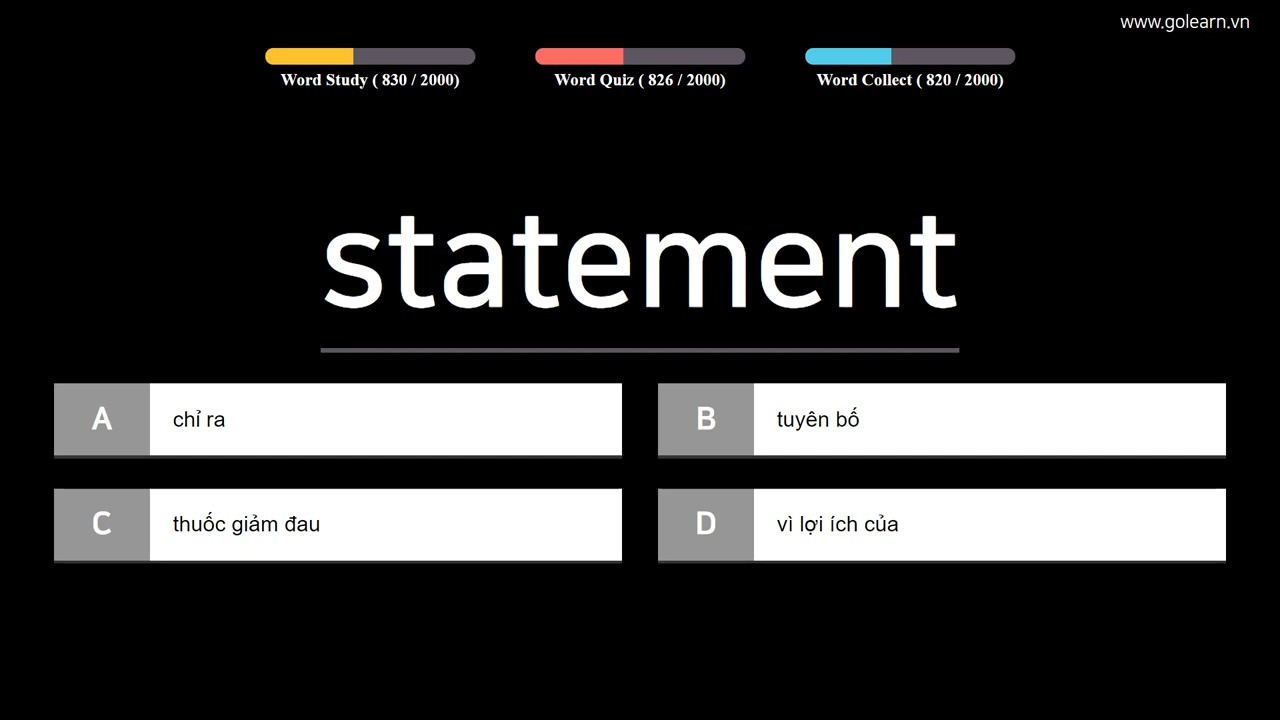 www.golearn.vn
Word Study ( 830 / 2000)
Word Quiz ( 826 / 2000)
Word Collect ( 820 / 2000)
statement
A chỉ ra
B tuyên bố
C thuốc giảm đau
D vì lợi ích của